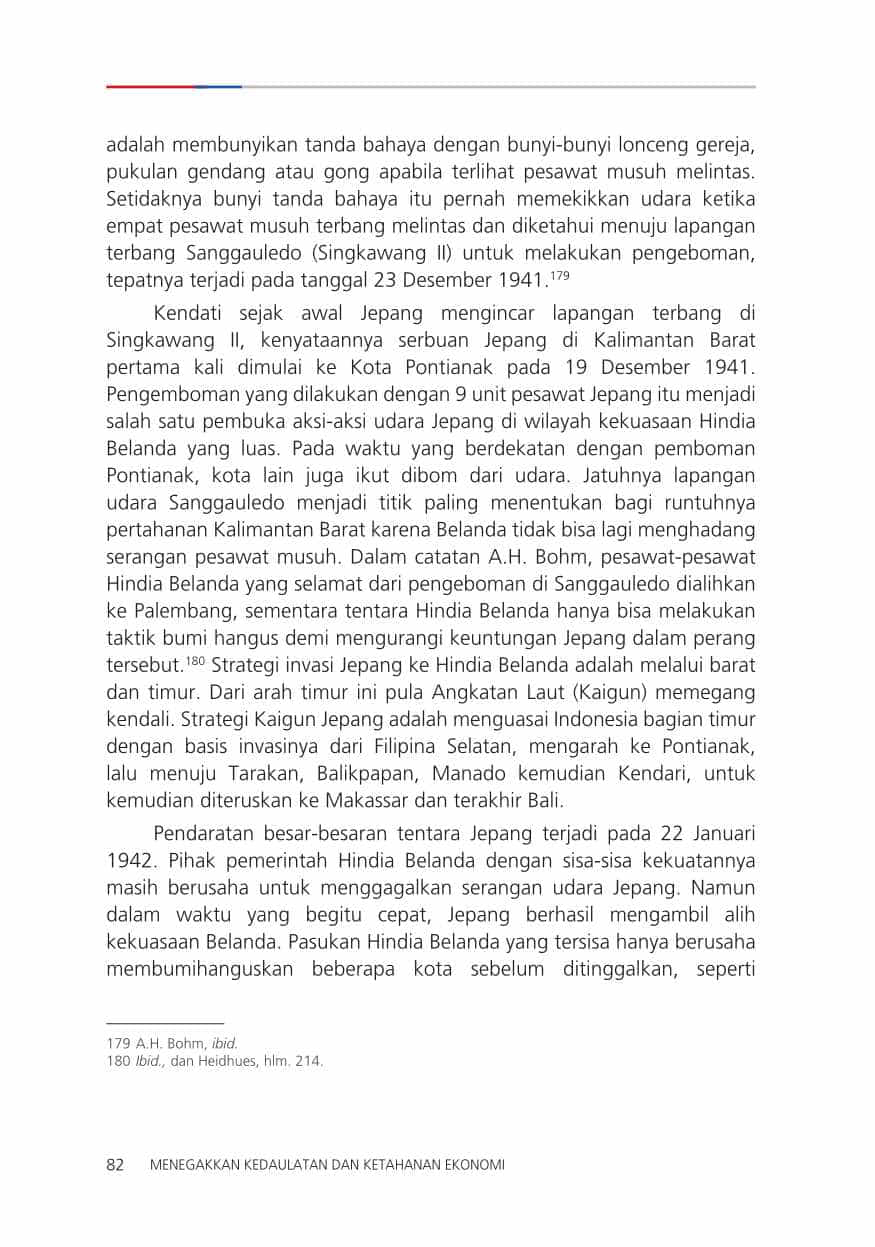 adalah membunyikan tanda bahaya dengan bunyi-bunyi lonceng gereja,
pukulan gendang atau gong apabila terlihat pesawat musuh melintas.
Setidaknya bunyi tanda bahaya itu pernah memekikkan udara ketika
empat pesawat musuh terbang melintas dan diketahui menuju lapangan
terbang Sanggauledo (Singkawang II) untuk melakukan pengeboman,
tepatnya terjadi pada tanggal 23 Desember 1941.179
Kendati sejak awal Jepang mengincar lapangan terbang di
Singkawang II, kenyataannya serbuan Jepang di Kalimantan Barat
pertama kali dimulai ke Kota Pontianak pada 19 Desember 1941.
Pengemboman yang dilakukan dengan 9 unit pesawat Jepang itu menjadi
salah satu pembuka aksi-aksi udara Jepang di wilayah kekuasaan Hindia
Belanda yang luas. Pada waktu yang berdekatan dengan pemboman
Pontianak, kota lain juga ikut dibom dari udara. Jatuhnya lapangan
udara Sanggauledo menjadi titik paling menentukan bagi runtuhnya
pertahanan Kalimantan Barat karena Belanda tidak bisa lagi menghadang
serangan pesawat musuh. Dalam catatan A.H. Bohm, pesawat-pesawat
Hindia Belanda yang selamat dari pengeboman di Sanggauledo dialihkan
ke Palembang, sementara tentara Hindia Belanda hanya bisa melakukan
taktik bumi hangus demi mengurangi keuntungan Jepang dalam perang
tersebut.180 Strategi invasi Jepang ke Hindia Belanda adalah melalui barat
dan timur. Dari arah timur ini pula Angkatan Laut (Kaigun) memegang
kendali. Strategi Kaigun Jepang adalah menguasai Indonesia bagian timur
dengan basis invasinya dari Filipina Selatan, mengarah ke Pontianak,
lalu menuju Tarakan, Balikpapan, Manado kemudian Kendari, untuk
kemudian diteruskan ke Makassar dan terakhir Bali.
Pendaratan besar-besaran tentara Jepang terjadi pada 22 Januari
1942. Pihak pemerintah Hindia Belanda dengan sisa-sisa kekuatannya
masih berusaha untuk menggagalkan serangan udara Jepang. Namun
dalam waktu yang begitu cepat, Jepang berhasil mengambil alih
kekuasaan Belanda. Pasukan Hindia Belanda yang tersisa hanya berusaha
membumihanguskan beberapa kota sebelum ditinggalkan, seperti
179 A.H. Bohm, ibid.
180 Ibid., dan Heidhues, hlm. 214.
82 MENEGAKKAN KEDAULATAN DAN KETAHANAN EKONOMI